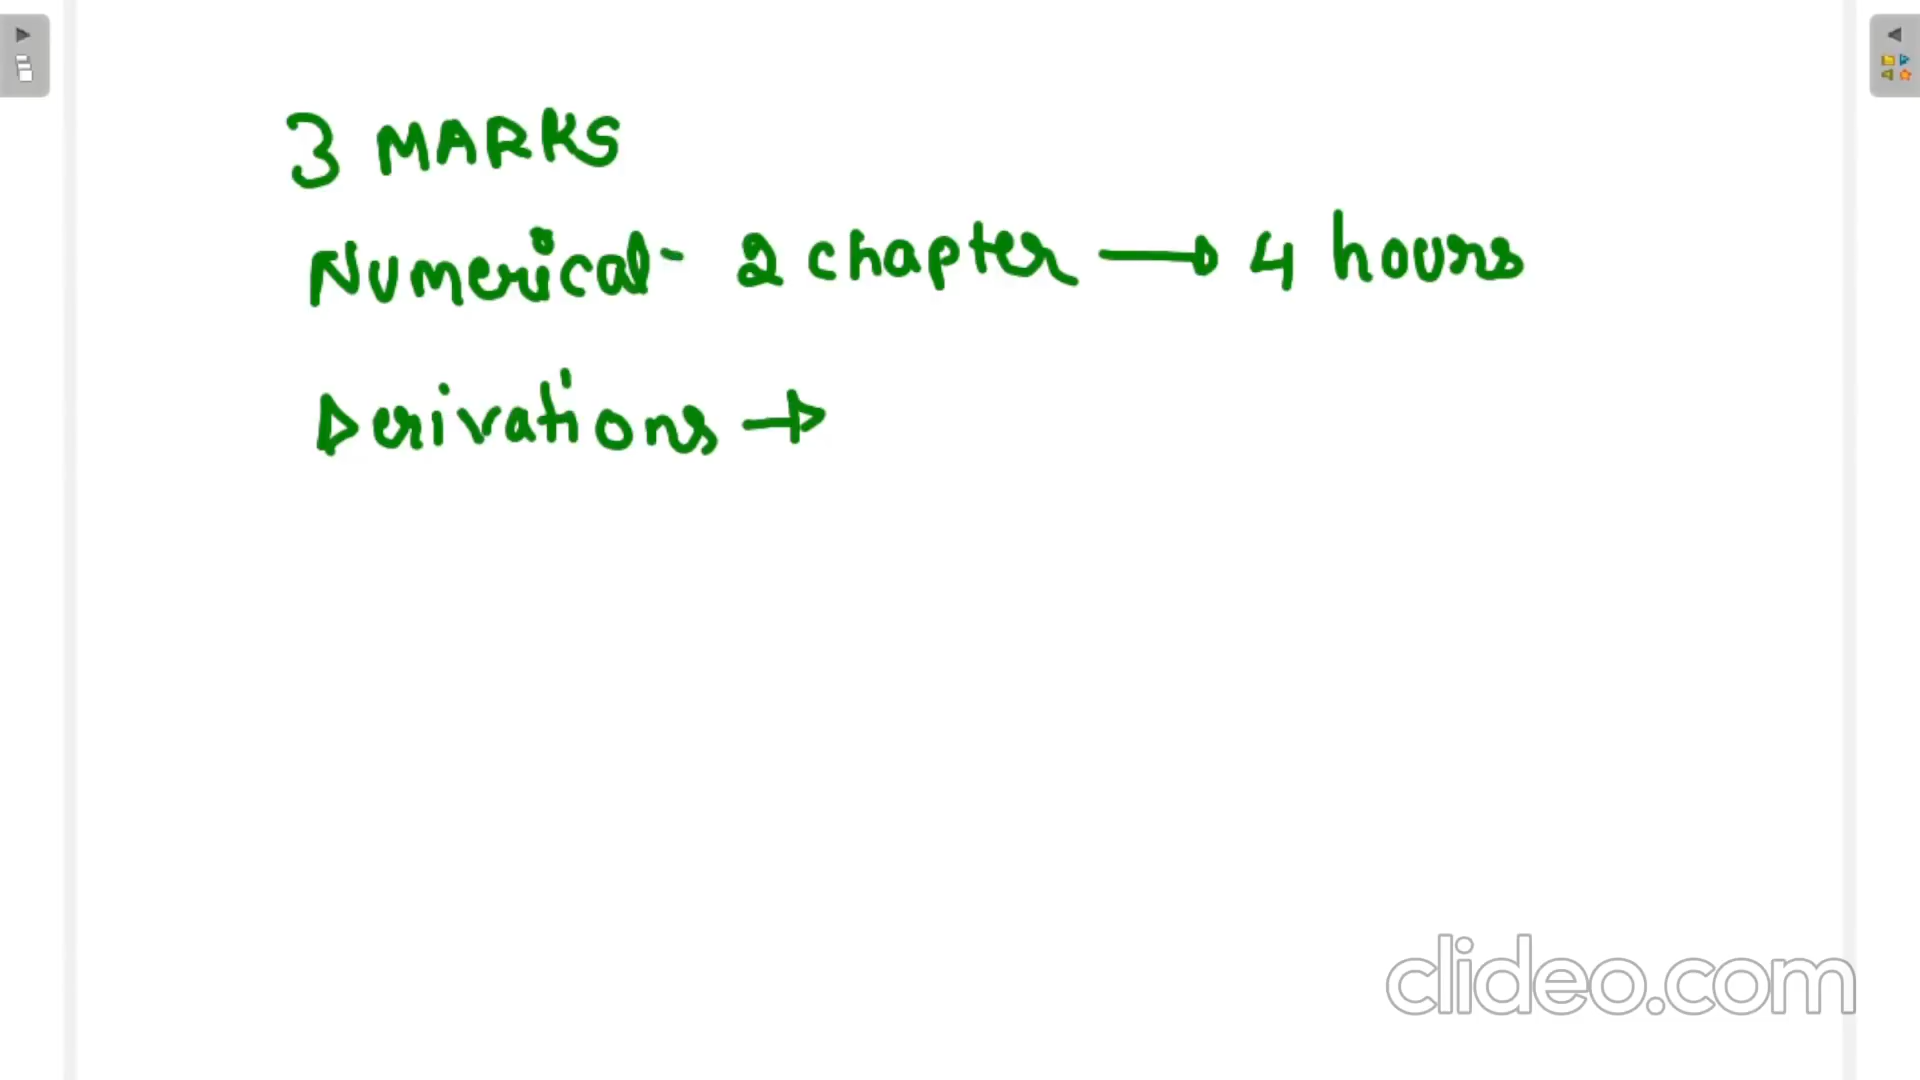 3 MARKS
Numerical - 2 chapter → 4 hours
Derivations →
clideo.com